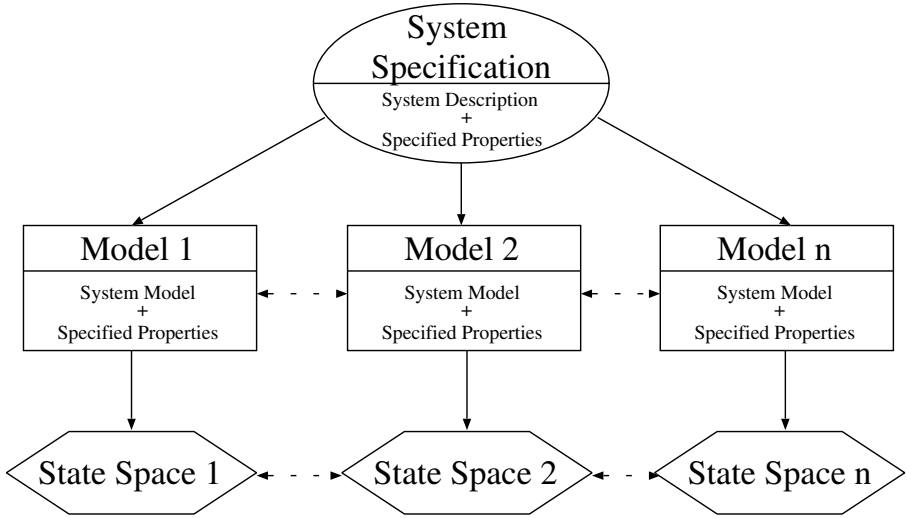 System
Specification
System Description
+
Specified Properties
Model 1
System Model
+
Specified Properties
Model 2
System Model
+
Specified Properties
Model n
System Model
+
Specified Properties
State Space 1
State Space 2
State Space n